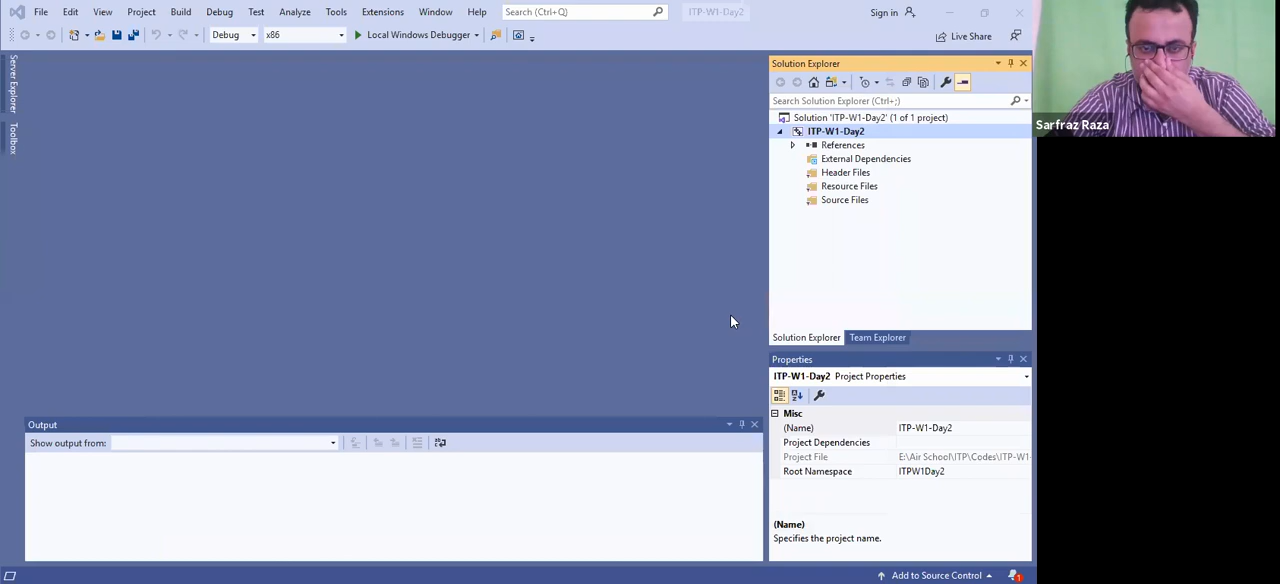 File Edit View Project Build Debug Test Analyze Tools Extensions Window Help Search (Ctrl+Q) ITP-W1-Day2 Sign in
Debug x86 Local Windows Debugger Live Share
Server Explorer
Toolbox
Solution Explorer
Search Solution Explorer (Ctrl+;)
Solution 'ITP-W1-Day2' (1 of 1 project)
ITP-W1-Day2
References
External Dependencies
Header Files
Resource Files
Source Files
Solution Explorer Team Explorer
Properties
ITP-W1-Day2 Project Properties
Misc
(Name) ITP-W1-Day2
Project Dependencies
Project File E:\Air School\ITP\Codes\ITP-W1-
Root Namespace ITPW1Day2
(Name)
Specifies the project name.
Output
Show output from:
Add to Source Control
1
Sarfraz Raza